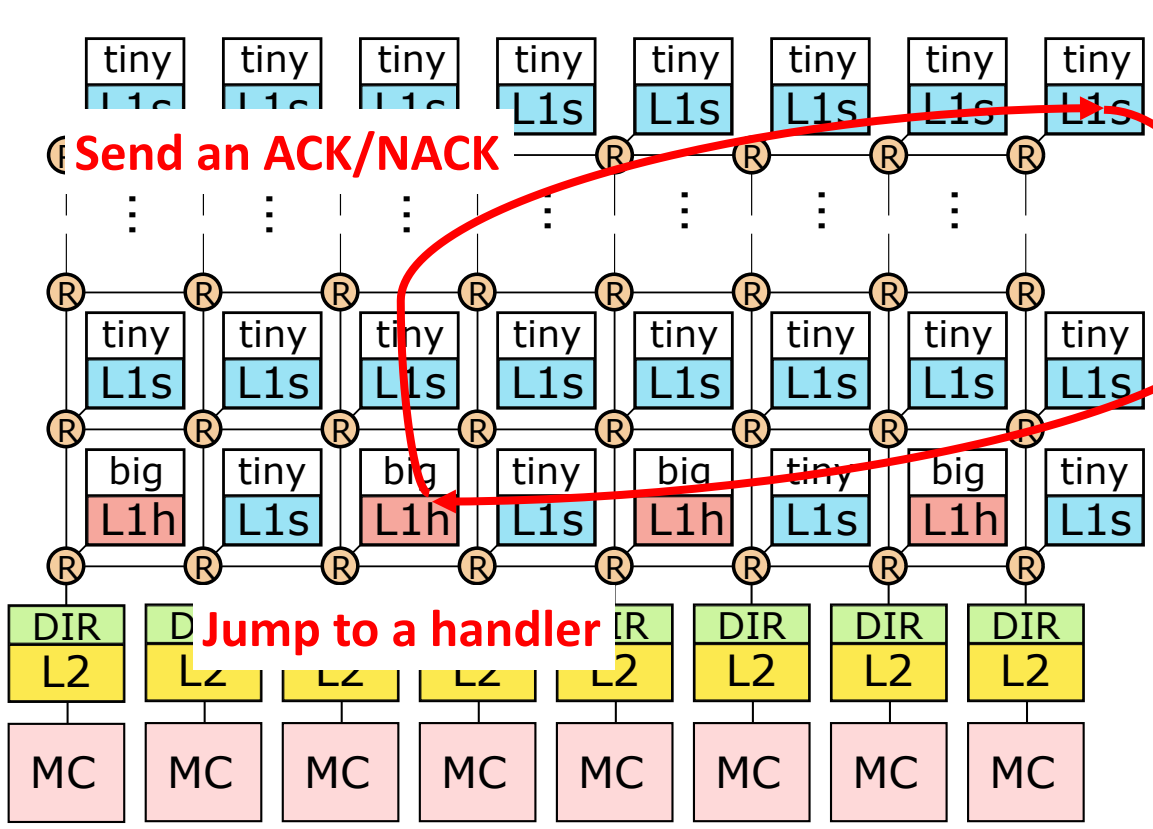 tiny tiny tiny tiny tiny tiny tiny tiny
L1s L1s L1s L1s L1s L1s L1s L1s
Send an ACK/NACK
R R R R
R R R R R R R R
tiny tiny tiny tiny tiny tiny tiny tiny
L1s L1s L1s L1s L1s L1s L1s L1s
R R R R R R R R
big tiny big tiny big tiny big tiny
L1h L1s L1h L1s L1h L1s L1h L1s
R R R R R R R R
Jump to a handler
DIR DIR DIR DIR
L2 L2 L2 L2 L2 L2 L2 L2
MC MC MC MC MC MC MC MC